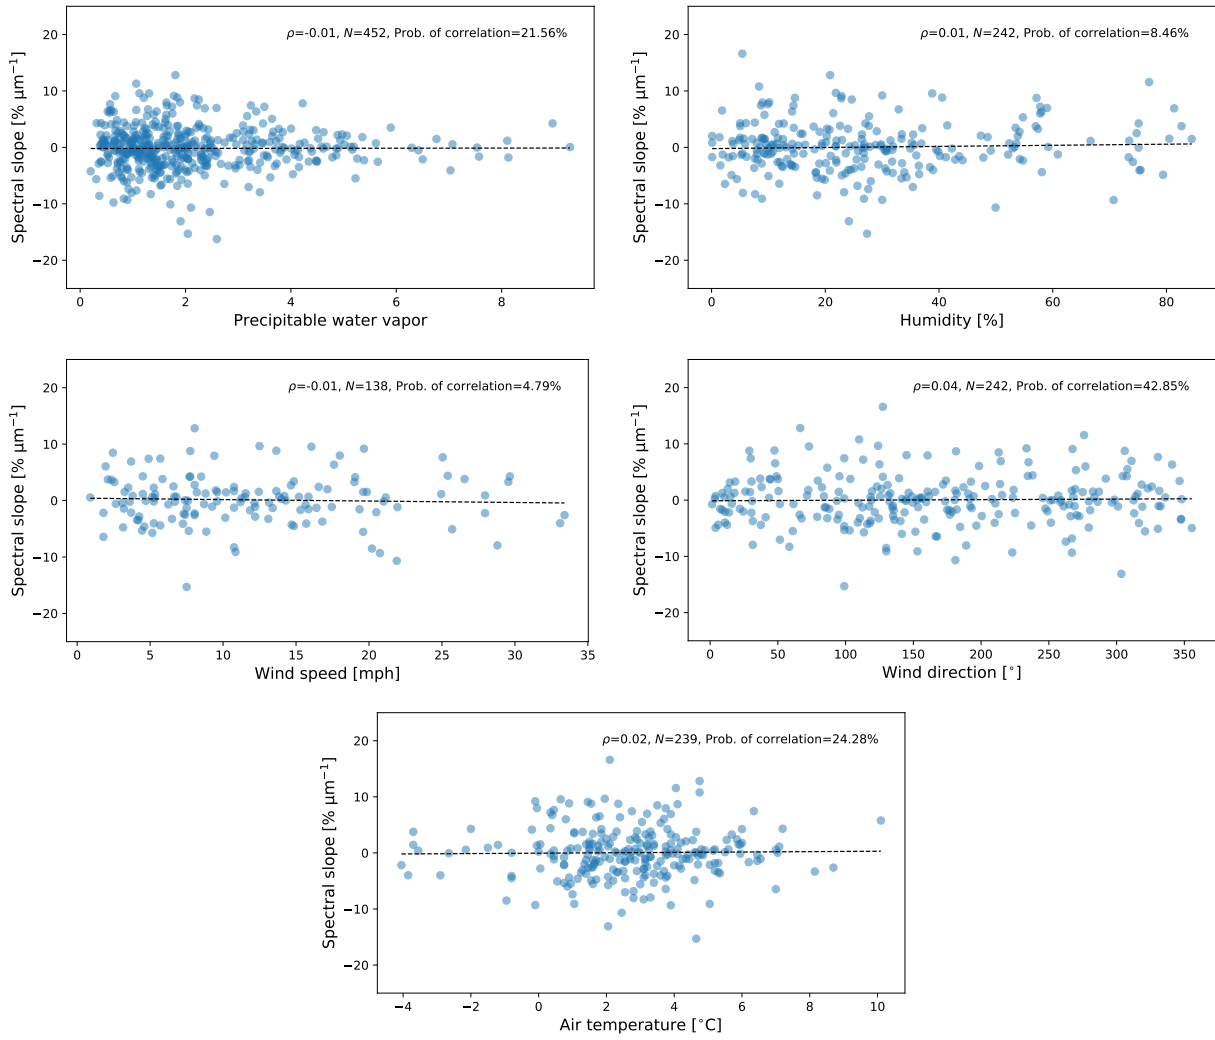 ρ=-0.01, N=452, Prob. of correlation=21.56%
Spectral slope [% μm⁻¹]
20
10
0
−10
−20
0 2 4 6 8
Precipitable water vapor
ρ=0.01, N=242, Prob. of correlation=8.46%
Spectral slope [% μm⁻¹]
20
10
0
−10
−20
0 20 40 60 80
Humidity [%]
ρ=-0.01, N=138, Prob. of correlation=4.79%
Spectral slope [% μm⁻¹]
20
10
0
−10
−20
0 5 10 15 20 25 30 35
Wind speed [mph]
ρ=0.04, N=242, Prob. of correlation=42.85%
Spectral slope [% μm⁻¹]
20
10
0
−10
−20
0 50 100 150 200 250 300 350
Wind direction [°]
ρ=0.02, N=239, Prob. of correlation=24.28%
Spectral slope [% μm⁻¹]
20
10
0
−10
−20
−4 −2 0 2 4 6 8 10
Air temperature [°C]